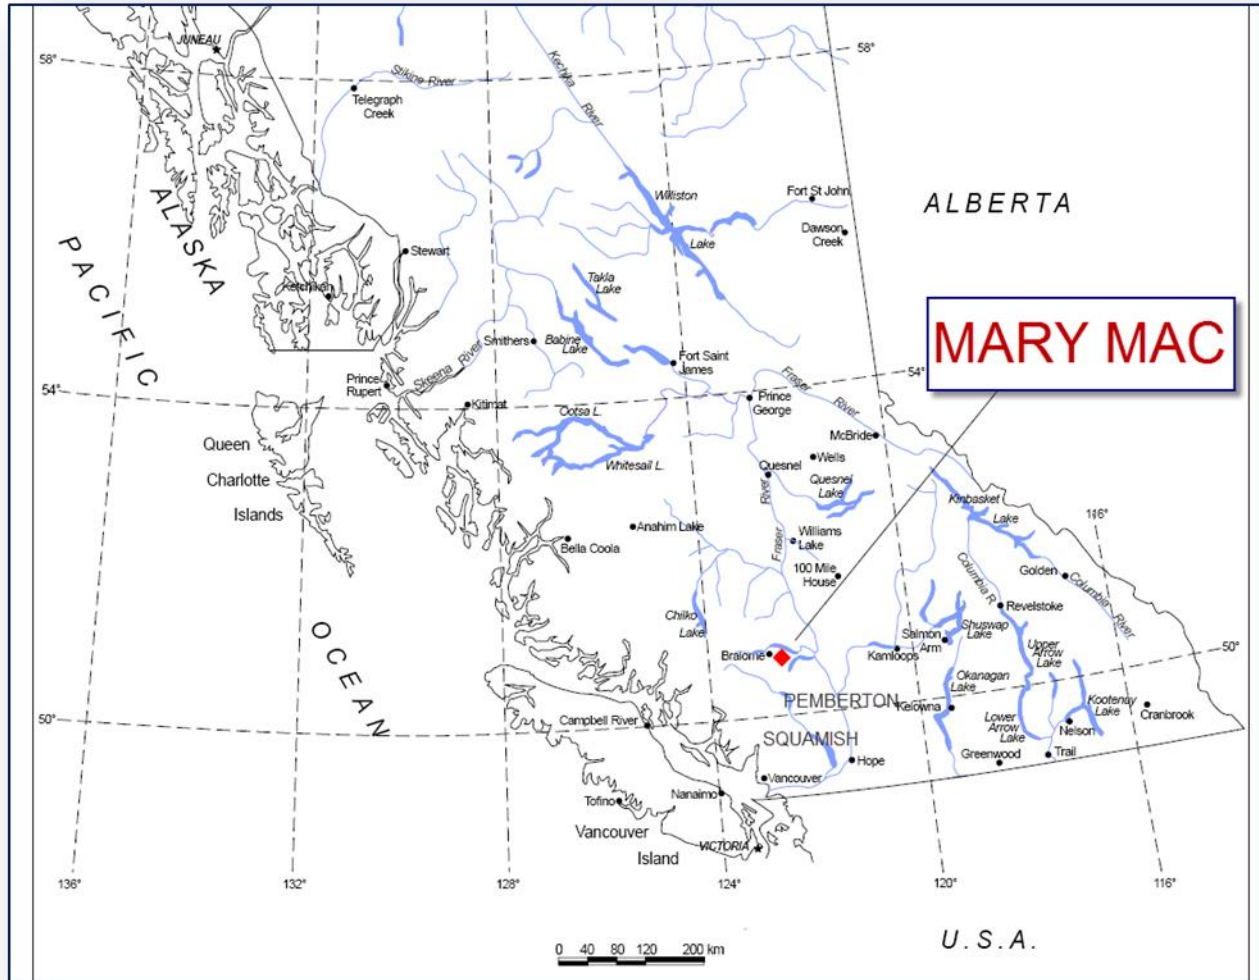 JUNEAU
58°
58°
Stikine River
Kechika
River
Telegraph
Creek
ALASKA
PACIFIC
OCEAN
Williston
Lake
Fort St John
Dawson
Creek
ALBERTA
Stewart
Ketchikan
Takla
Lake
MARY MAC
Smithers
Babine
Lake
Skeena River
Fort Saint
James
54°
54°
Prince
Rupert
Kitimat
Fraser
River
Prince
George
Ootsa L.
Whitesail L.
McBride
Wells
Quesnel
Quesnel
Lake
River
Fraser
Queen
Charlotte
Islands
Kinbasket
Lake
116°
Anahim Lake
Bella Coola
Williams
Lake
100 Mile
House
Golden
Columbia
River
Columbia R
Revelstoke
Chilko
Lake
Bralorne
Salmon
Arm
Shuswap
Lake
Kamloops
Upper
Arrow
Lake
50°
Okanagan
Lake
PEMBERTON
Kelowna
Kootenay
Lake
Cranbrook
50°
Campbell River
SQUAMISH
Lower
Arrow
Lake
Nelson
Greenwood
Trail
Hope
Vancouver
Tofino
Nanaimo
Vancouver
Island
VICTORIA
136°
132°
128°
124°
120°
116°
U.S.A.
0 40 80 120 200 km